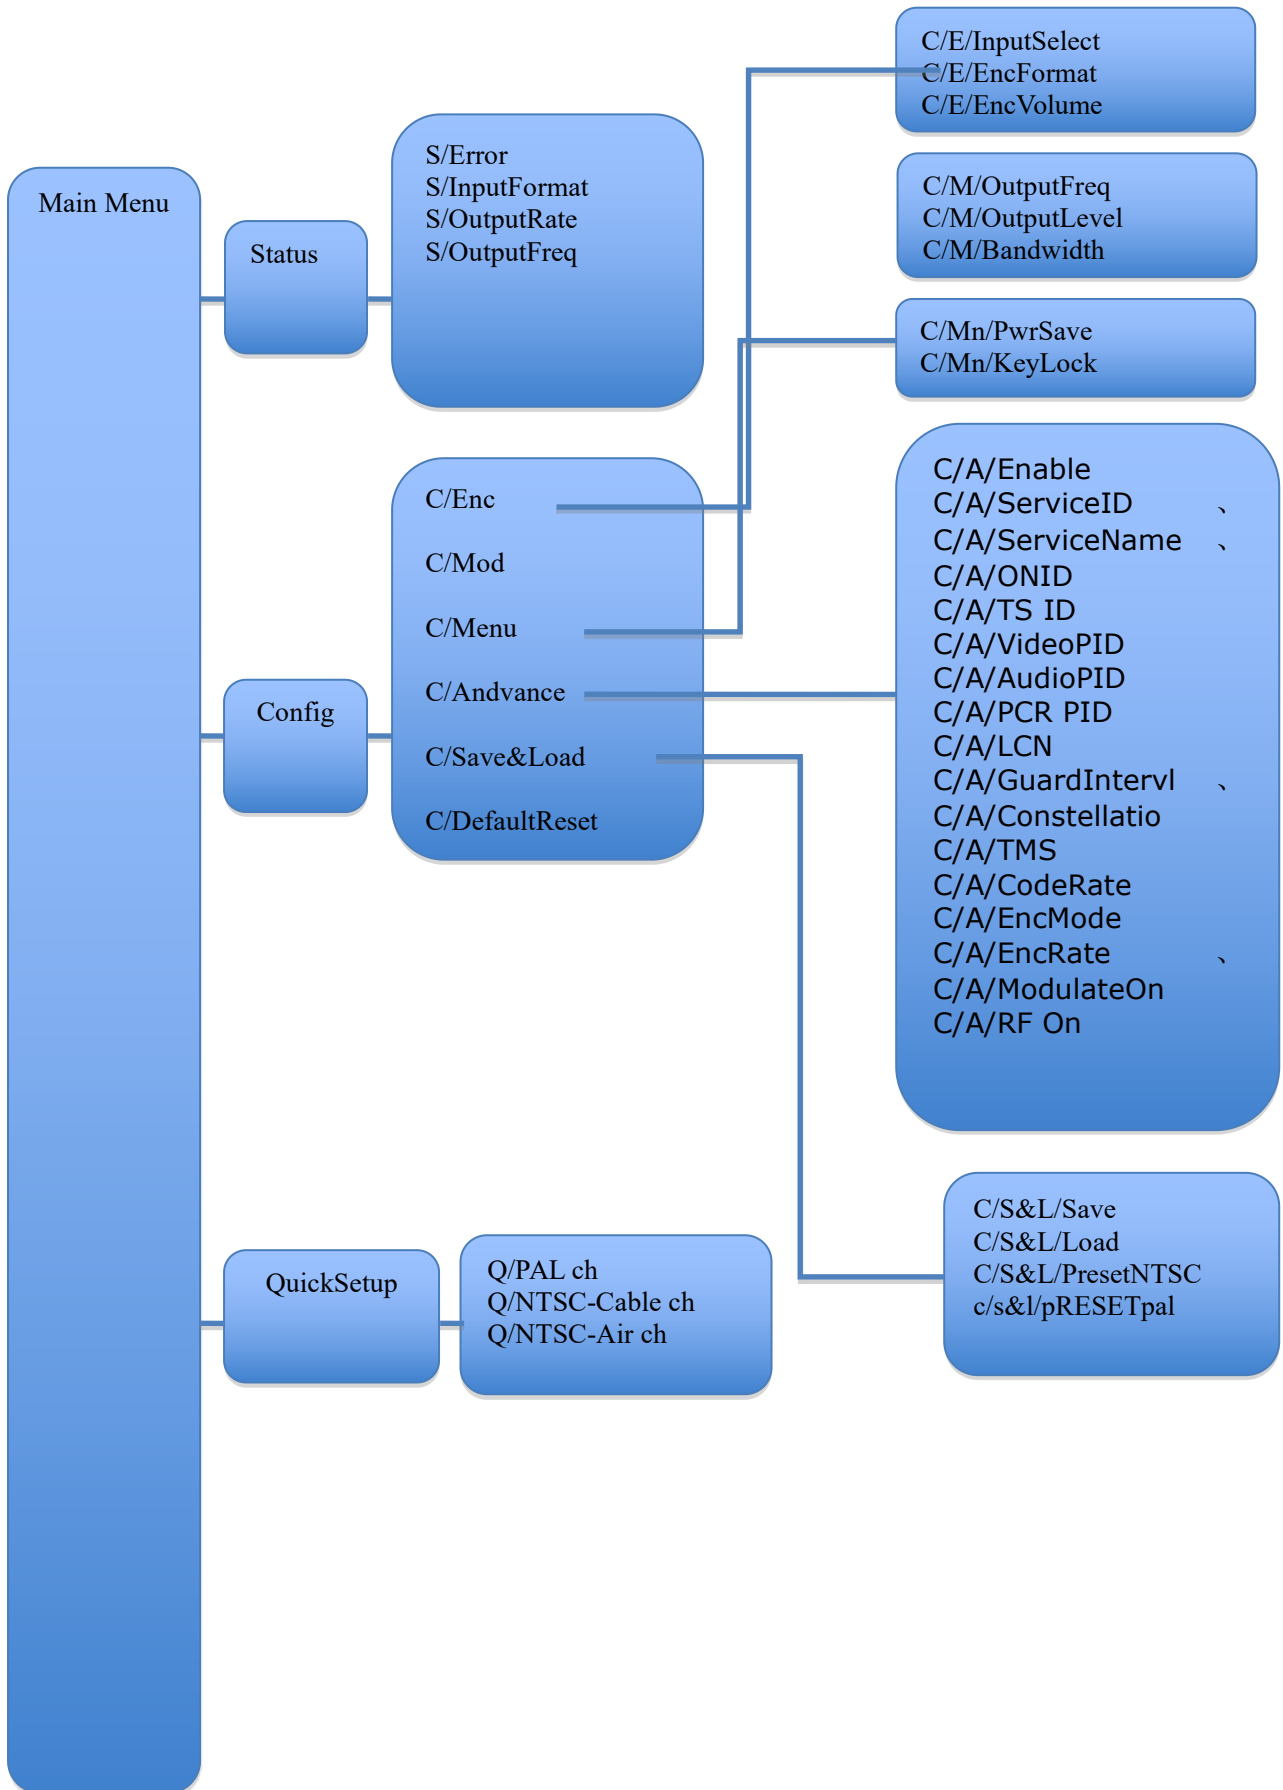 Main Menu
Status
S/Error
S/InputFormat
S/OutputRate
S/OutputFreq
Config
C/Enc
C/Mod
C/Menu
C/Andvance
C/Save&Load
C/DefaultReset
C/E/InputSelect
C/E/EncFormat
C/E/EncVolume
C/M/OutputFreq
C/M/OutputLevel
C/M/Bandwidth
C/Mn/PwrSave
C/Mn/KeyLock
C/A/Enable
C/A/ServiceID 、
C/A/ServiceName 、
C/A/ONID
C/A/TS ID
C/A/VideoPID
C/A/AudioPID
C/A/PCR PID
C/A/LCN
C/A/GuardIntervl 、
C/A/Constellatio
C/A/TMS
C/A/CodeRate
C/A/EncMode
C/A/EncRate 、
C/A/ModulateOn
C/A/RF On
C/S&L/Save
C/S&L/Load
C/S&L/PresetNTSC
c/s&l/pRESETpal
QuickSetup
Q/PAL ch
Q/NTSC-Cable ch
Q/NTSC-Air ch